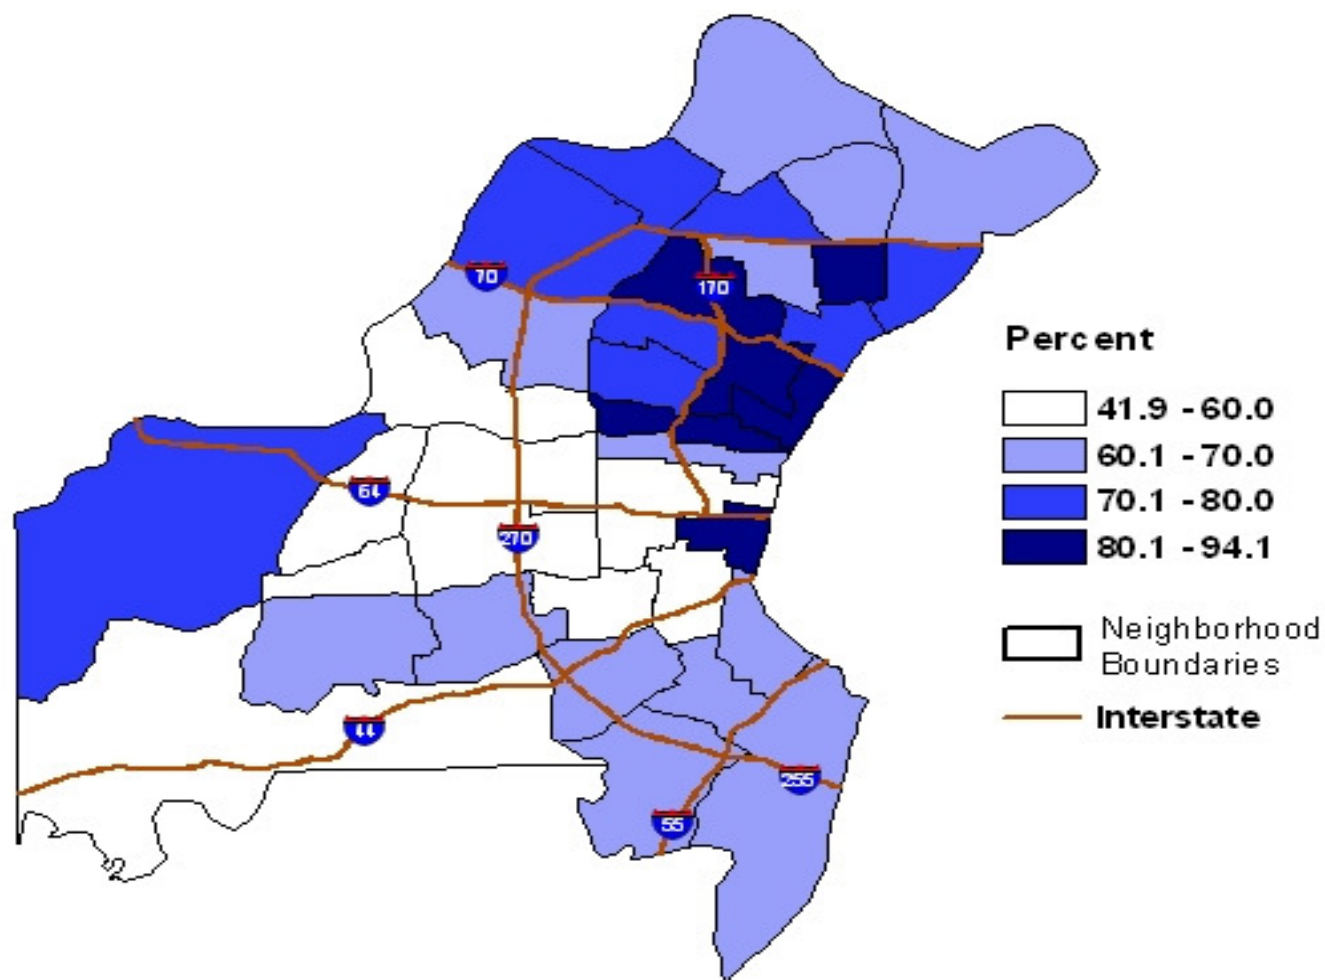 70
170
64
270
44
255
55
Percent
41.9 - 60.0
60.1 - 70.0
70.1 - 80.0
80.1 - 94.1
Neighborhood
Boundaries
Interstate